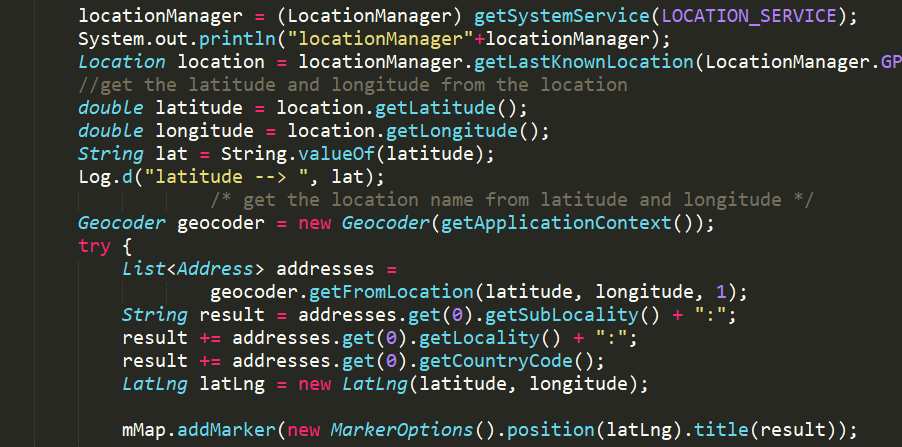 locationManager = (LocationManager) getSystemService(LOCATION_SERVICE);
System.out.println("locationManager"+locationManager);
Location location = locationManager.getLastKnownLocation(LocationManager.GP
//get the latitude and longitude from the location
double latitude = location.getLatitude();
double longitude = location.getLongitude();
String lat = String.valueOf(latitude);
Log.d("latitude --> ", lat);
/* get the location name from latitude and longitude */
Geocoder geocoder = new Geocoder(getApplicationContext());
try {
List<Address> addresses =
geocoder.getFromLocation(latitude, longitude, 1);
String result = addresses.get(0).getSubLocality() + ":";
result += addresses.get(0).getLocality() + ":";
result += addresses.get(0).getCountryCode();
LatLng latLng = new LatLng(latitude, longitude);
mMap.addMarker(new MarkerOptions().position(latLng).title(result));